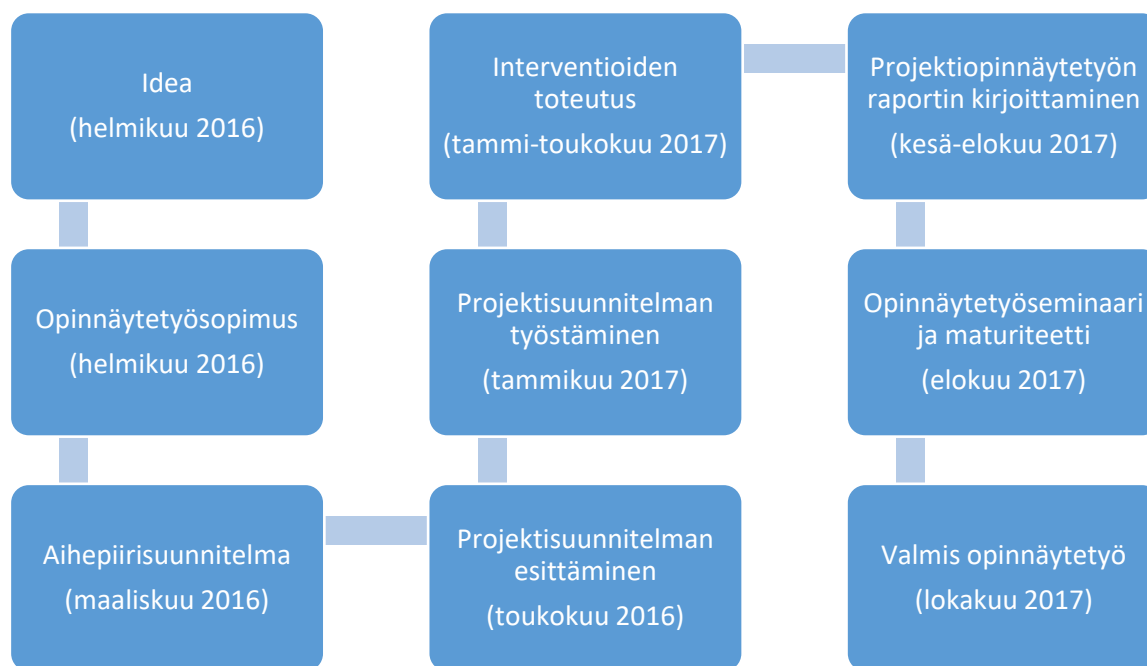 Idea
(helmikuu 2016)
Opinnäytetyösopimus
(helmikuu 2016)
Aihepiirisuunnitelma
(maaliskuu 2016)
Projektisuunnitelman
esittäminen
(toukokuu 2016)
Projektisuunnitelman
työstäminen
(tammikuu 2017)
Interventioiden
toteutus
(tammi-toukokuu 2017)
Projektiopinnäytetyön
raportin kirjoittaminen
(kesä-elokuu 2017)
Opinnäytetyöseminaari
ja maturiteetti
(elokuu 2017)
Valmis opinnäytetyö
(lokakuu 2017)